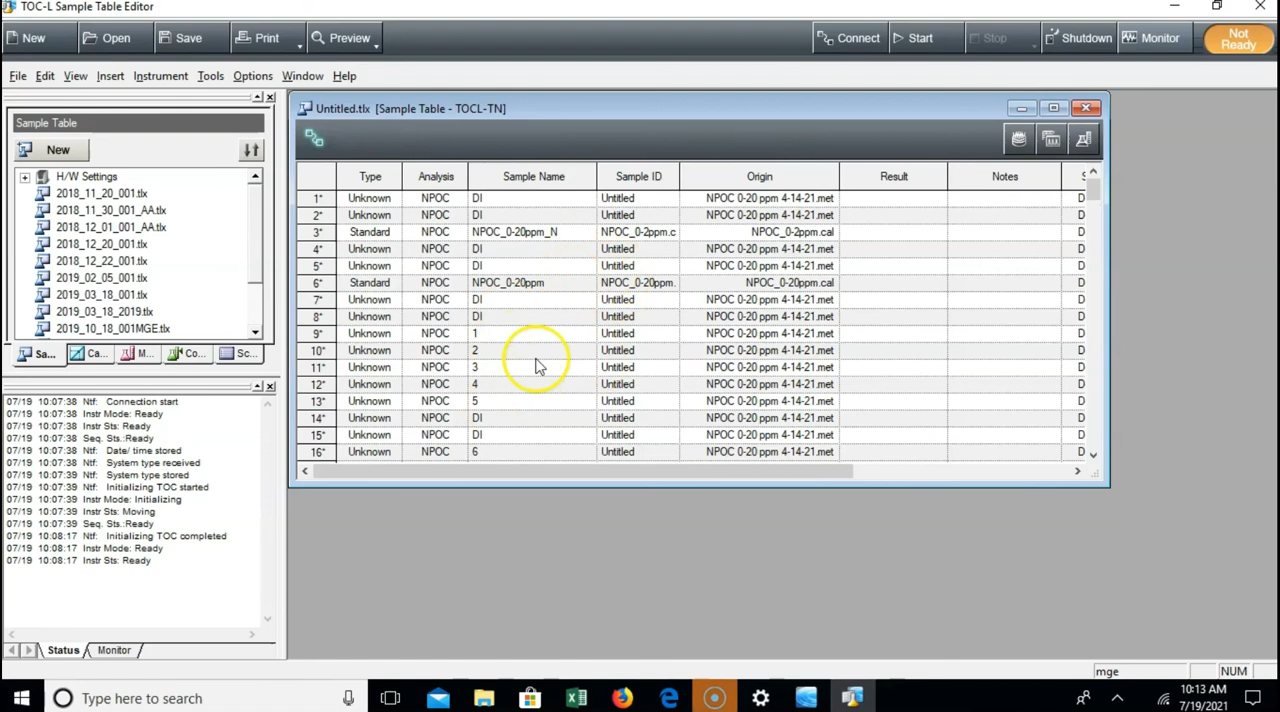 TOC-L Sample Table Editor
New Open Save Print Preview Connect Start Stop Shutdown Monitor Not Ready
File Edit View Insert Instrument Tools Options Window Help
Sample Table
New
H/W Settings
2018_11_20_001.tlx
2018_11_30_001_AA.tlx
2018_12_01_001_AA.tlx
2018_12_20_001.tlx
2018_12_22_001.tlx
2019_02_05_001.tlx
2019_03_18_001.tlx
2019_03_18_2019.tlx
2019_10_18_001MGE.tlx
Sa... Ca... M... Co... Sc...
07/19 10:07:38 Ntf: Connection start
07/19 10:07:38 Instr Mode: Ready
07/19 10:07:38 Instr Sts: Ready
07/19 10:07:38 Seq. Sts.:Ready
07/19 10:07:38 Ntf: Date/ time stored
07/19 10:07:38 Ntf: System type received
07/19 10:07:39 Ntf: System type stored
07/19 10:07:39 Ntf: Initializing TOC started
07/19 10:07:39 Instr Mode: Initializing
07/19 10:07:39 Instr Sts: Moving
07/19 10:07:39 Seq. Sts.:Ready
07/19 10:08:17 Ntf: Initializing TOC completed
07/19 10:08:17 Instr Mode: Ready
07/19 10:08:17 Instr Sts: Ready
Status Monitor
Untitled.tlx [Sample Table - TOCL-TN]
Type Analysis Sample Name Sample ID Origin Result Notes S
1* Unknown NPOC DI Untitled NPOC 0-20 ppm 4-14-21.met D
2* Unknown NPOC DI Untitled NPOC 0-20 ppm 4-14-21.met D
3* Standard NPOC NPOC_0-20ppm_N NPOC_0-2ppm.c NPOC_0-2ppm.cal D
4* Unknown NPOC DI Untitled NPOC 0-20 ppm 4-14-21.met D
5* Unknown NPOC DI Untitled NPOC 0-20 ppm 4-14-21.met D
6* Standard NPOC NPOC_0-20ppm NPOC_0-20ppm. NPOC_0-20ppm.cal D
7* Unknown NPOC DI Untitled NPOC 0-20 ppm 4-14-21.met D
8* Unknown NPOC DI Untitled NPOC 0-20 ppm 4-14-21.met D
9* Unknown NPOC 1 Untitled NPOC 0-20 ppm 4-14-21.met D
10* Unknown NPOC 2 Untitled NPOC 0-20 ppm 4-14-21.met D
11* Unknown NPOC 3 Untitled NPOC 0-20 ppm 4-14-21.met D
12* Unknown NPOC 4 Untitled NPOC 0-20 ppm 4-14-21.met D
13* Unknown NPOC 5 Untitled NPOC 0-20 ppm 4-14-21.met D
14* Unknown NPOC DI Untitled NPOC 0-20 ppm 4-14-21.met D
15* Unknown NPOC DI Untitled NPOC 0-20 ppm 4-14-21.met D
16* Unknown NPOC 6 Untitled NPOC 0-20 ppm 4-14-21.met D
mge NUM
Type here to search
10:13 AM
7/19/2021